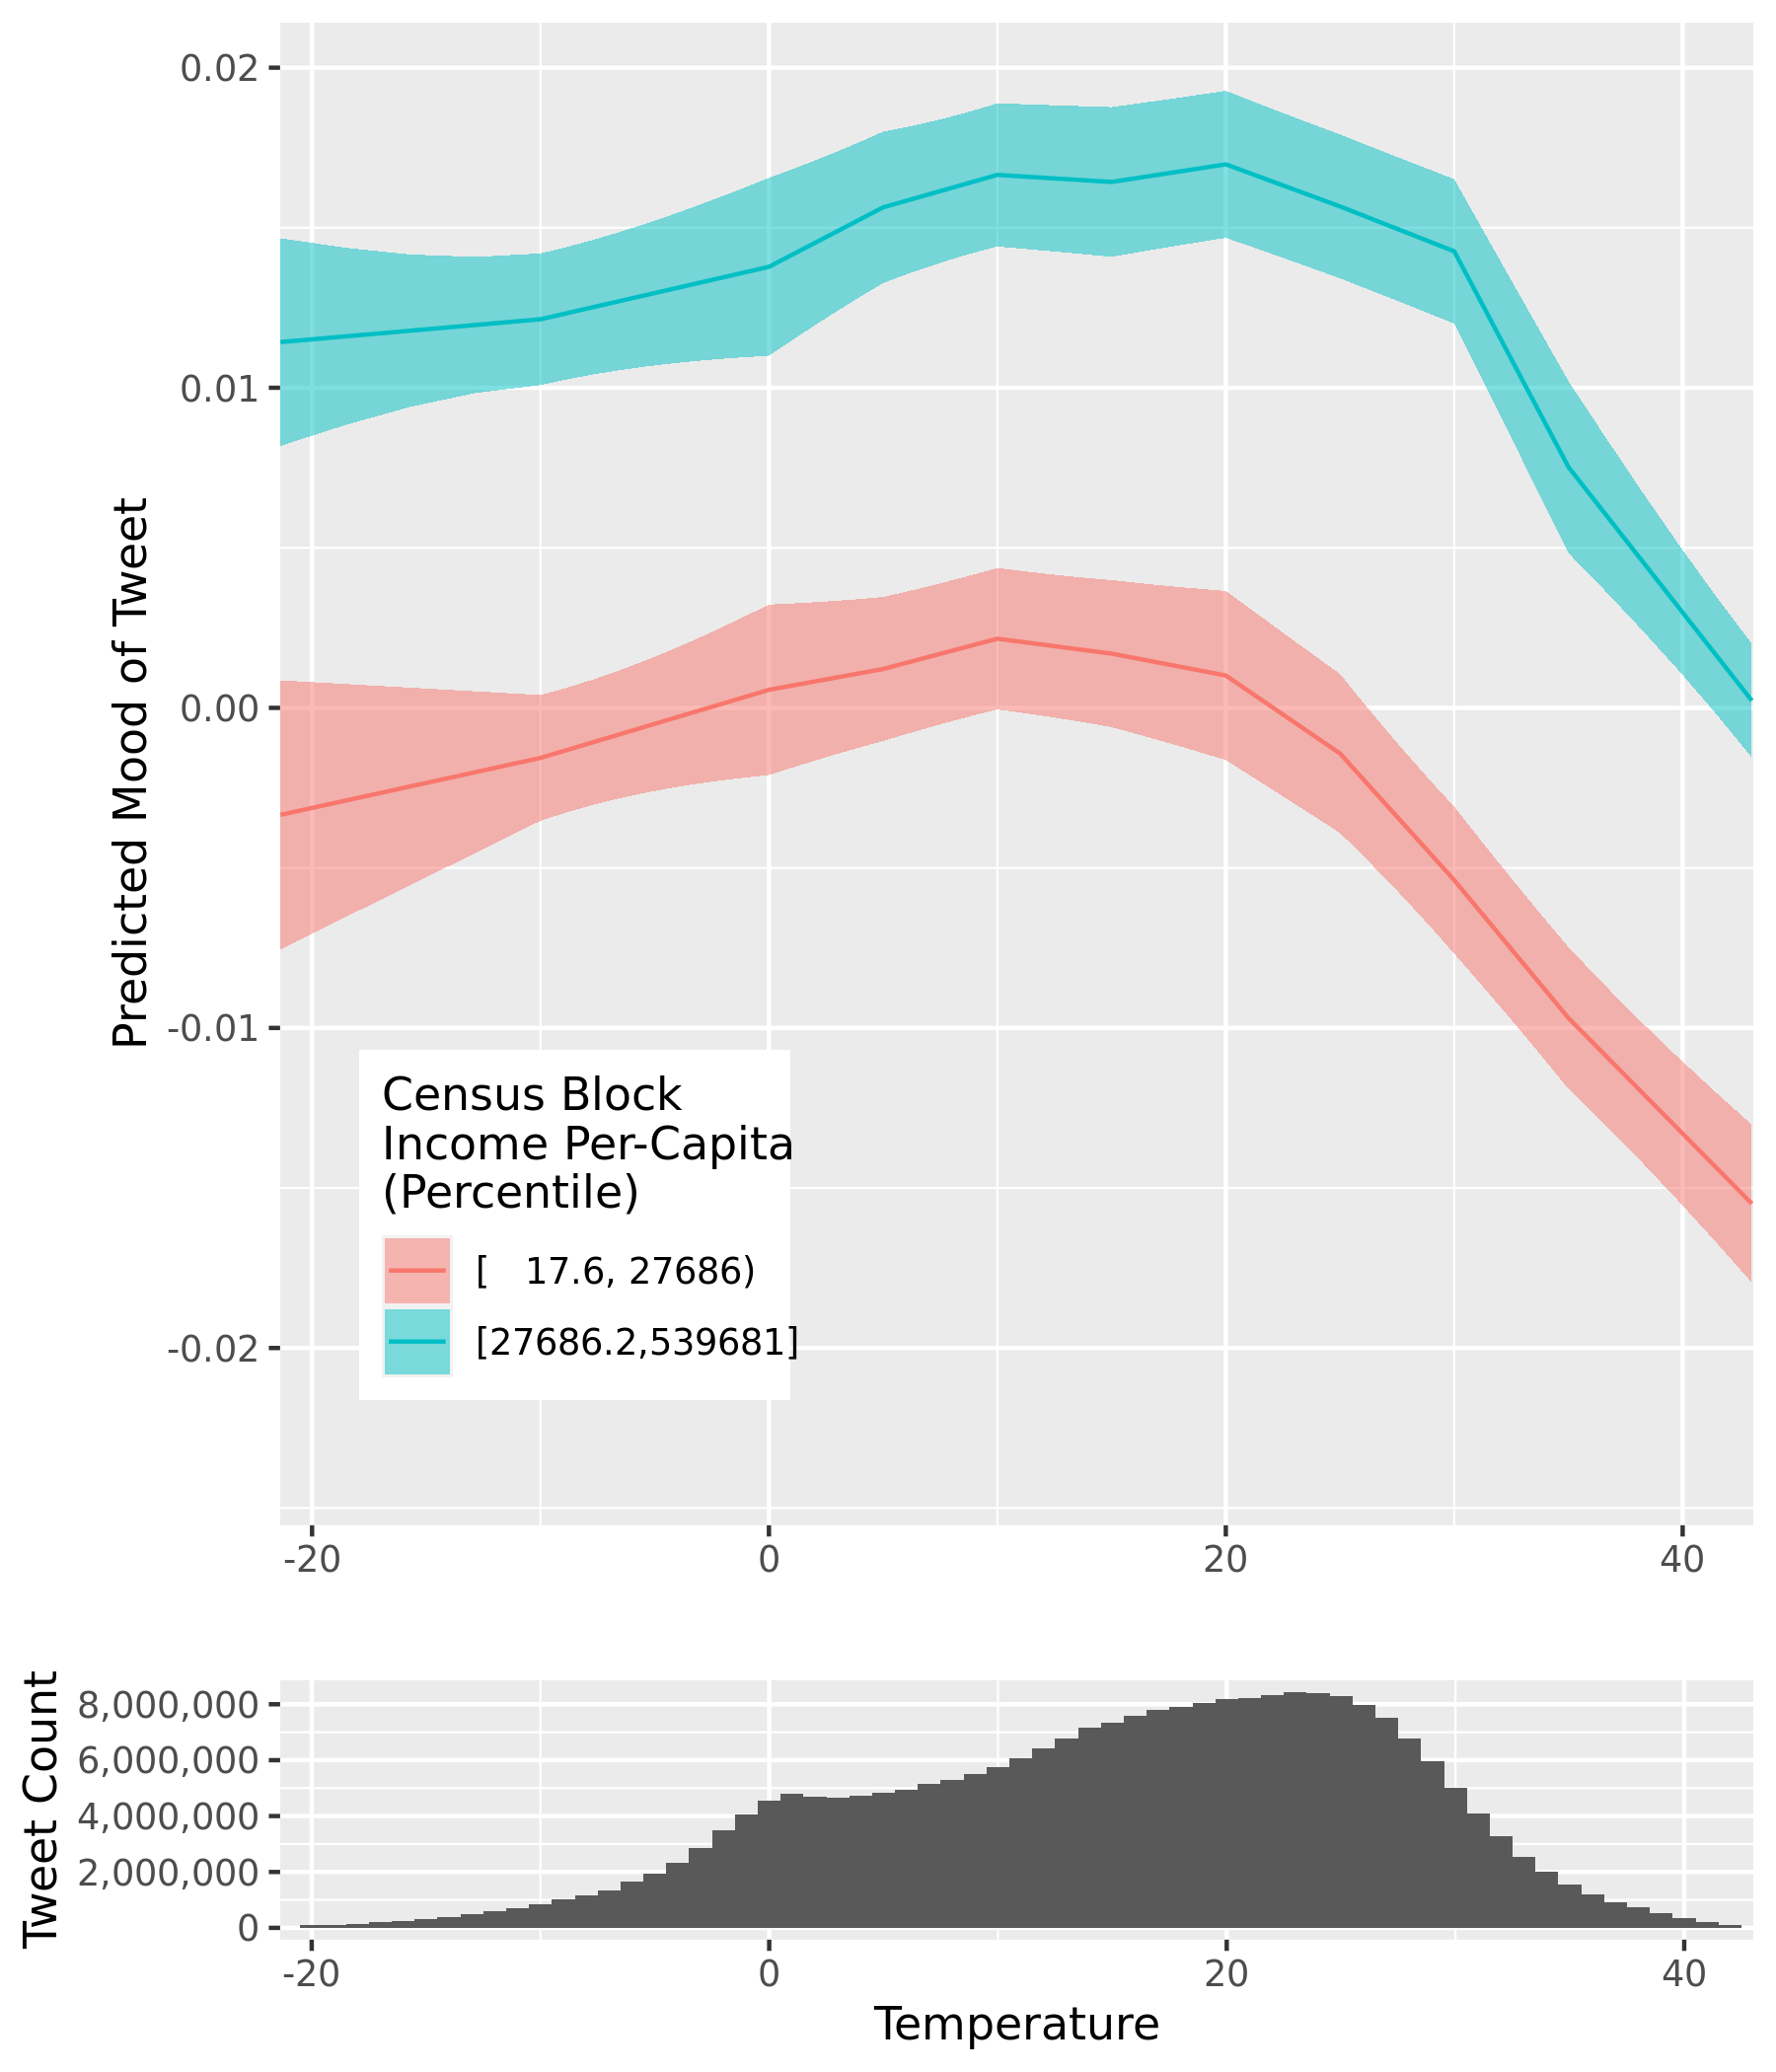 0.02
0.01
0.00
-0.01
-0.02
Predicted Mood of Tweet
Census Block
Income Per-Capita
(Percentile)
[   17.6, 27686)
[27686.2,539681]
-20 0 20 40
8,000,000
6,000,000
4,000,000
2,000,000
0
Tweet Count
-20 0 20 40
Temperature